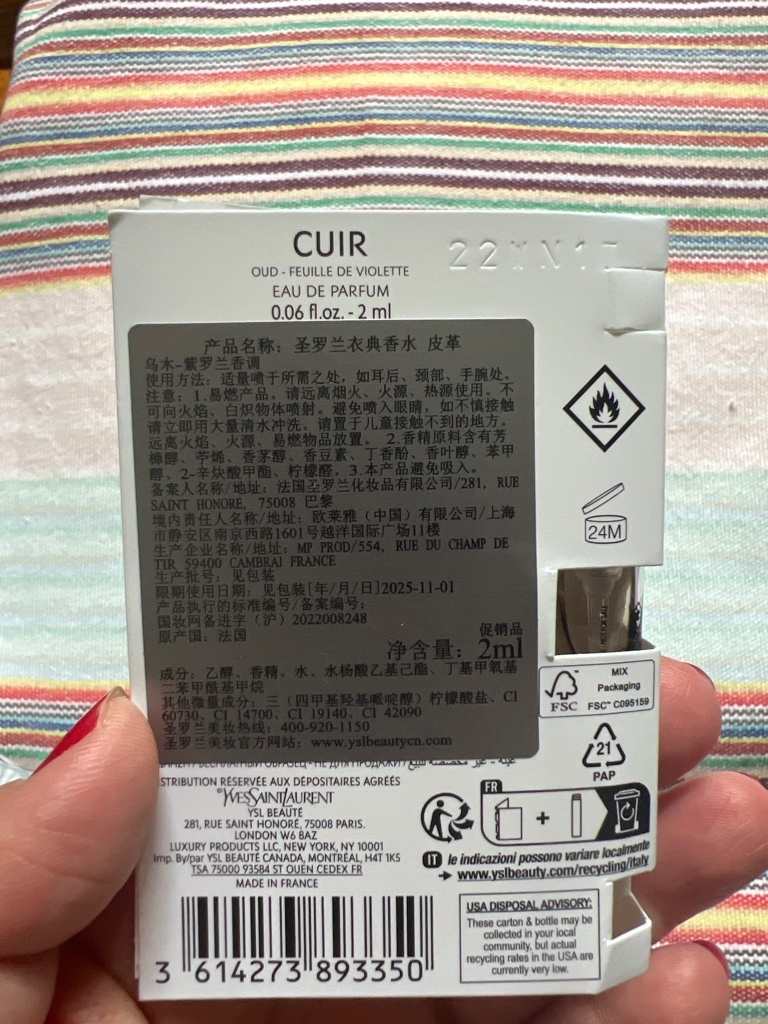 CUIR
OUD - FEUILLE DE VIOLETTE
EAU DE PARFUM
0.06 fl.oz. - 2 ml
产品名称：圣罗兰衣典香水 皮革
乌木-紫罗兰香调
使用方法：适量喷于所需之处，如耳后、颈部、手腕处。
注意：1.易燃产品。请远离烟火、火源、热源使用。不
可向火焰、白炽物体喷射。避免喷入眼睛，如不慎接触
请立即用大量清水冲洗。请置于儿童接触不到的地方。
远离火焰、火源、易燃物品放置。 2.香精原料含有芳
樟醇、苧烯、香茅醇、香豆素、丁香酚、香叶醇、苯甲
醇、2-辛炔酸甲酯、柠檬醛。3.本产品避免吸入。
备案人名称/地址：法国圣罗兰化妆品有限公司/281, RUE
SAINT HONORE, 75008 巴黎
境内责任人名称/地址：欧莱雅（中国）有限公司/上海
市静安区南京西路1601号越洋国际广场11楼
生产企业名称/地址：MP PROD/554, RUE DU CHAMP DE
TIR 59400 CAMBRAI FRANCE
生产批号：见包装
限期使用日期：见包装[年/月/日]2025-11-01
产品执行的标准编号/备案编号：
国妆网备进字（沪）2022008248
原产国：法国
促销品
净含量：2ml
成分：乙醇、香精、水、水杨酸乙基己酯、丁基甲氧基
二苯甲酰基甲烷
其他微量成分：三（四甲基羟基哌啶醇）柠檬酸盐、CI
60730、CI 14700、CI 19140、CI 42090
圣罗兰美妆热线：400-920-1150
圣罗兰美妆官方网站：www.yslbeautycn.com
24M
FSC
MIX
Packaging
FSC™ C095159
21
PAP
STRIBUTION RÉSERVÉE AUX DÉPOSITAIRES AGRÉÉS
YVESSAINTLAURENT
YSL BEAUTÉ
281, RUE SAINT HONORÉ, 75008 PARIS.
LONDON W6 8AZ
LUXURY PRODUCTS LLC, NEW YORK, NY 10001
Imp. By/par YSL BEAUTÉ CANADA, MONTRÉAL, H4T 1K5
TSA 75000 93584 ST OUEN CEDEX FR
MADE IN FRANCE
FR
+
IT le indicazioni possono variare localmente
www.yslbeauty.com/recycling/italy
3 614273 893350
USA DISPOSAL ADVISORY:
These carton & bottle may be
collected in your local
community, but actual
recycling rates in the USA are
currently very low.